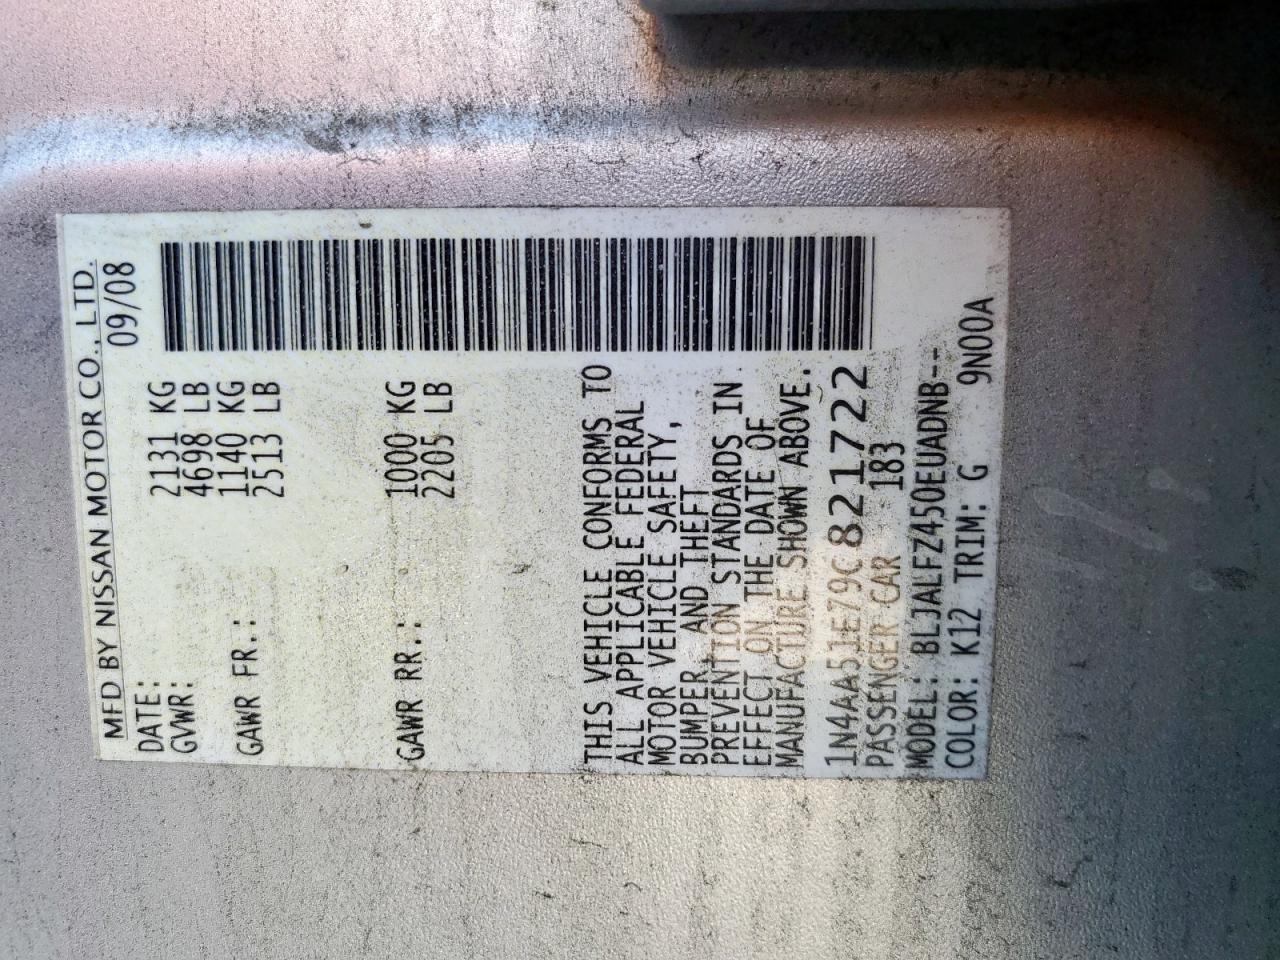 MFD BY NISSAN MOTOR CO., LTD.
DATE: 09/08
GVWR: 2131 KG
4698 LB
GAWR FR.: 1140 KG
2513 LB
GAWR RR.: 1000 KG
2205 LB
THIS VEHICLE CONFORMS TO
ALL APPLICABLE FEDERAL
MOTOR VEHICLE SAFETY,
BUMPER, AND THEFT
PREVENTION STANDARDS IN
EFFECT ON THE DATE OF
MANUFACTURE SHOWN ABOVE.
1N4AA51E79C821722
PASSENGER CAR 183
MODEL: BLJALFZ450EUADNB--
COLOR: K12 TRIM: G 9N00A